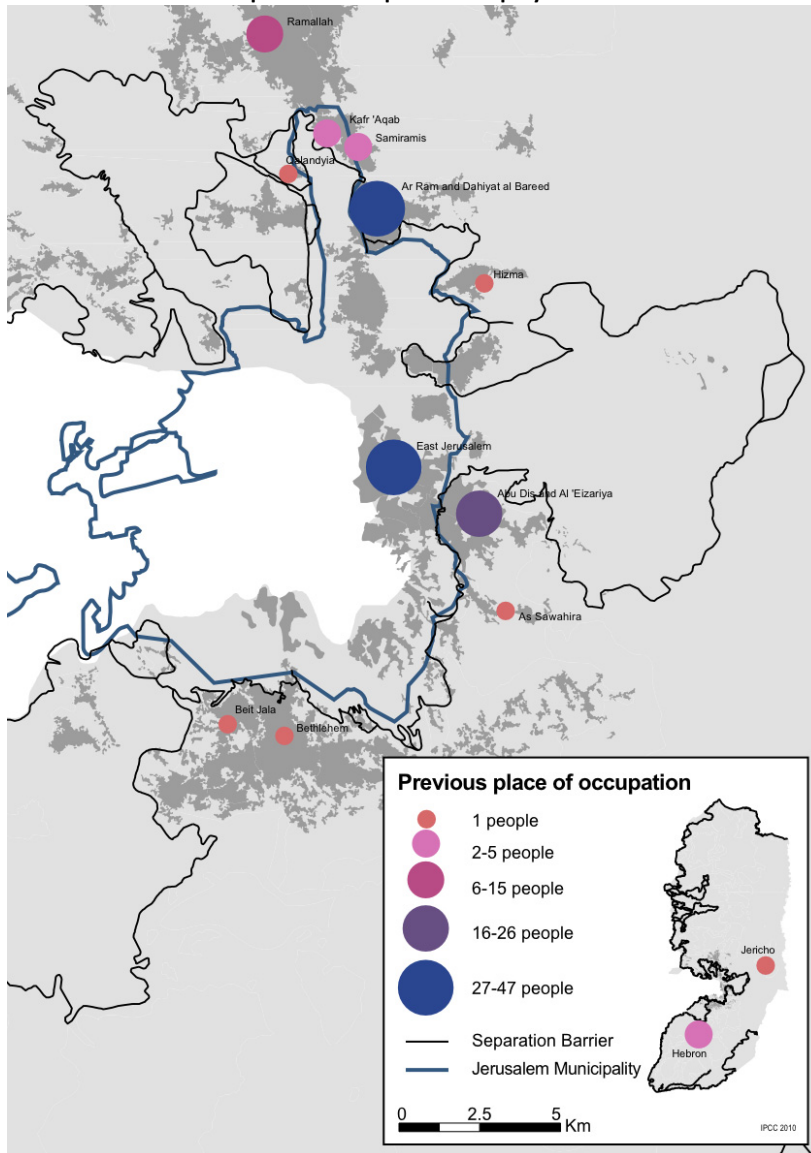 Ramallah
Kafr 'Aqab
Samiramis
Qalandyia
Ar Ram and Dahiyat al Bareed
Hizma
East Jerusalem
Abu Dis and Al 'Eizariya
As Sawahira
Beit Jala
Bethlehem
Previous place of occupation
1 people
2-5 people
6-15 people
16-26 people
27-47 people
Separation Barrier
Jerusalem Municipality
0 2.5 5
Km
Jericho
Hebron
IPCC 2010